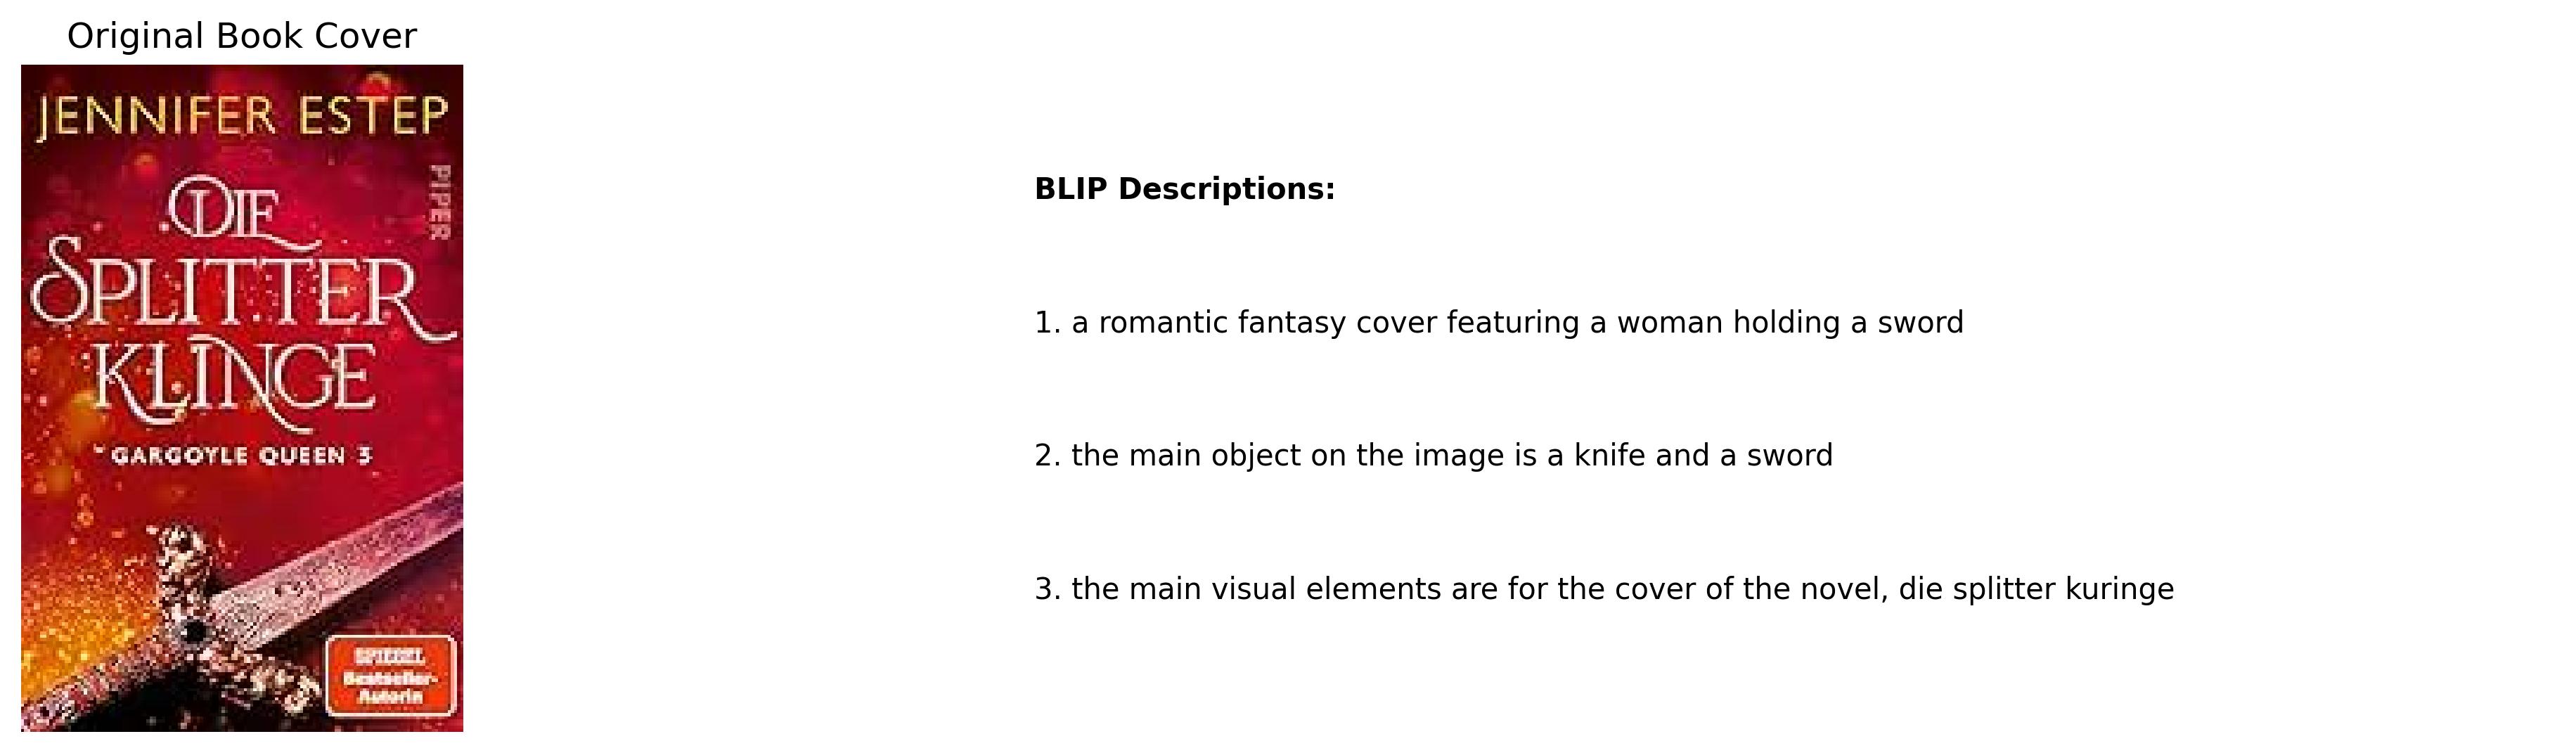 Original Book Cover
JENNIFER ESTEP
PIPER
DIE
SPLITTER
KLINGE
GARGOYLE QUEEN 3
SPIEGEL
Bestseller-
Autorin
BLIP Descriptions:
1. a romantic fantasy cover featuring a woman holding a sword
2. the main object on the image is a knife and a sword
3. the main visual elements are for the cover of the novel, die splitter kuringe